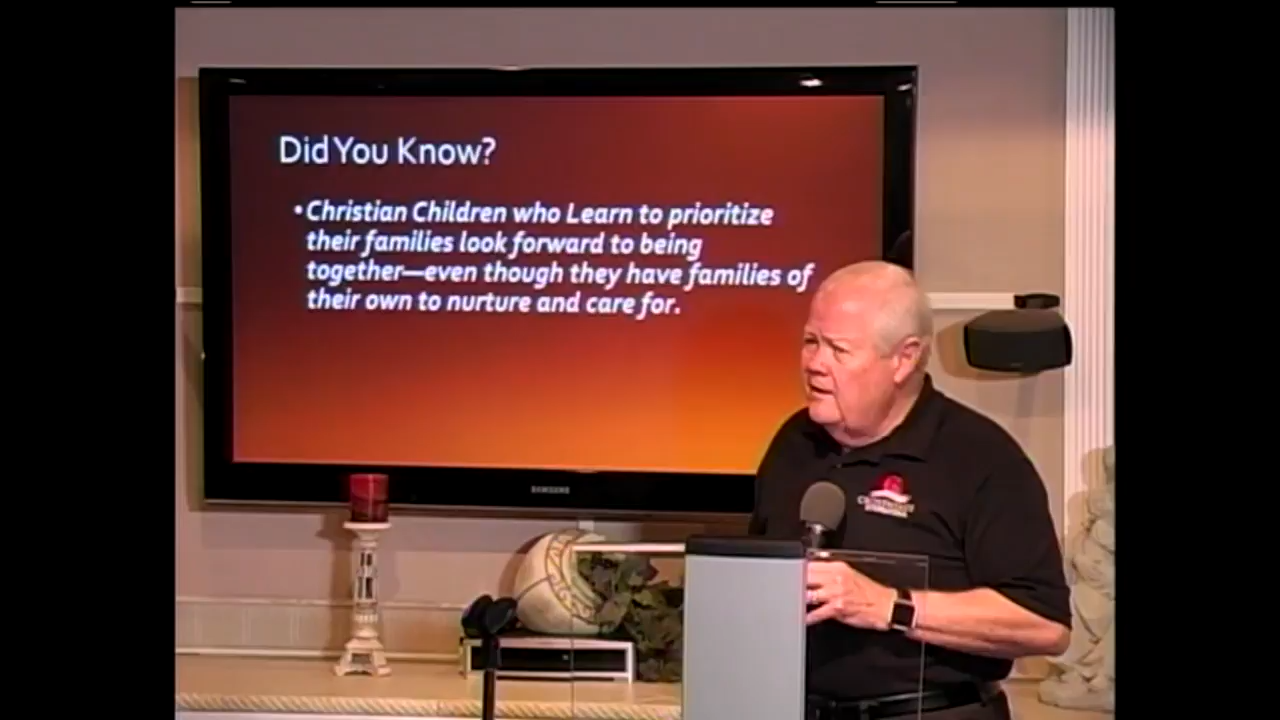 Did You Know?
•Christian Children who Learn to prioritize
their families look forward to being
together—even though they have families of
their own to nurture and care for.
SAMSUNG